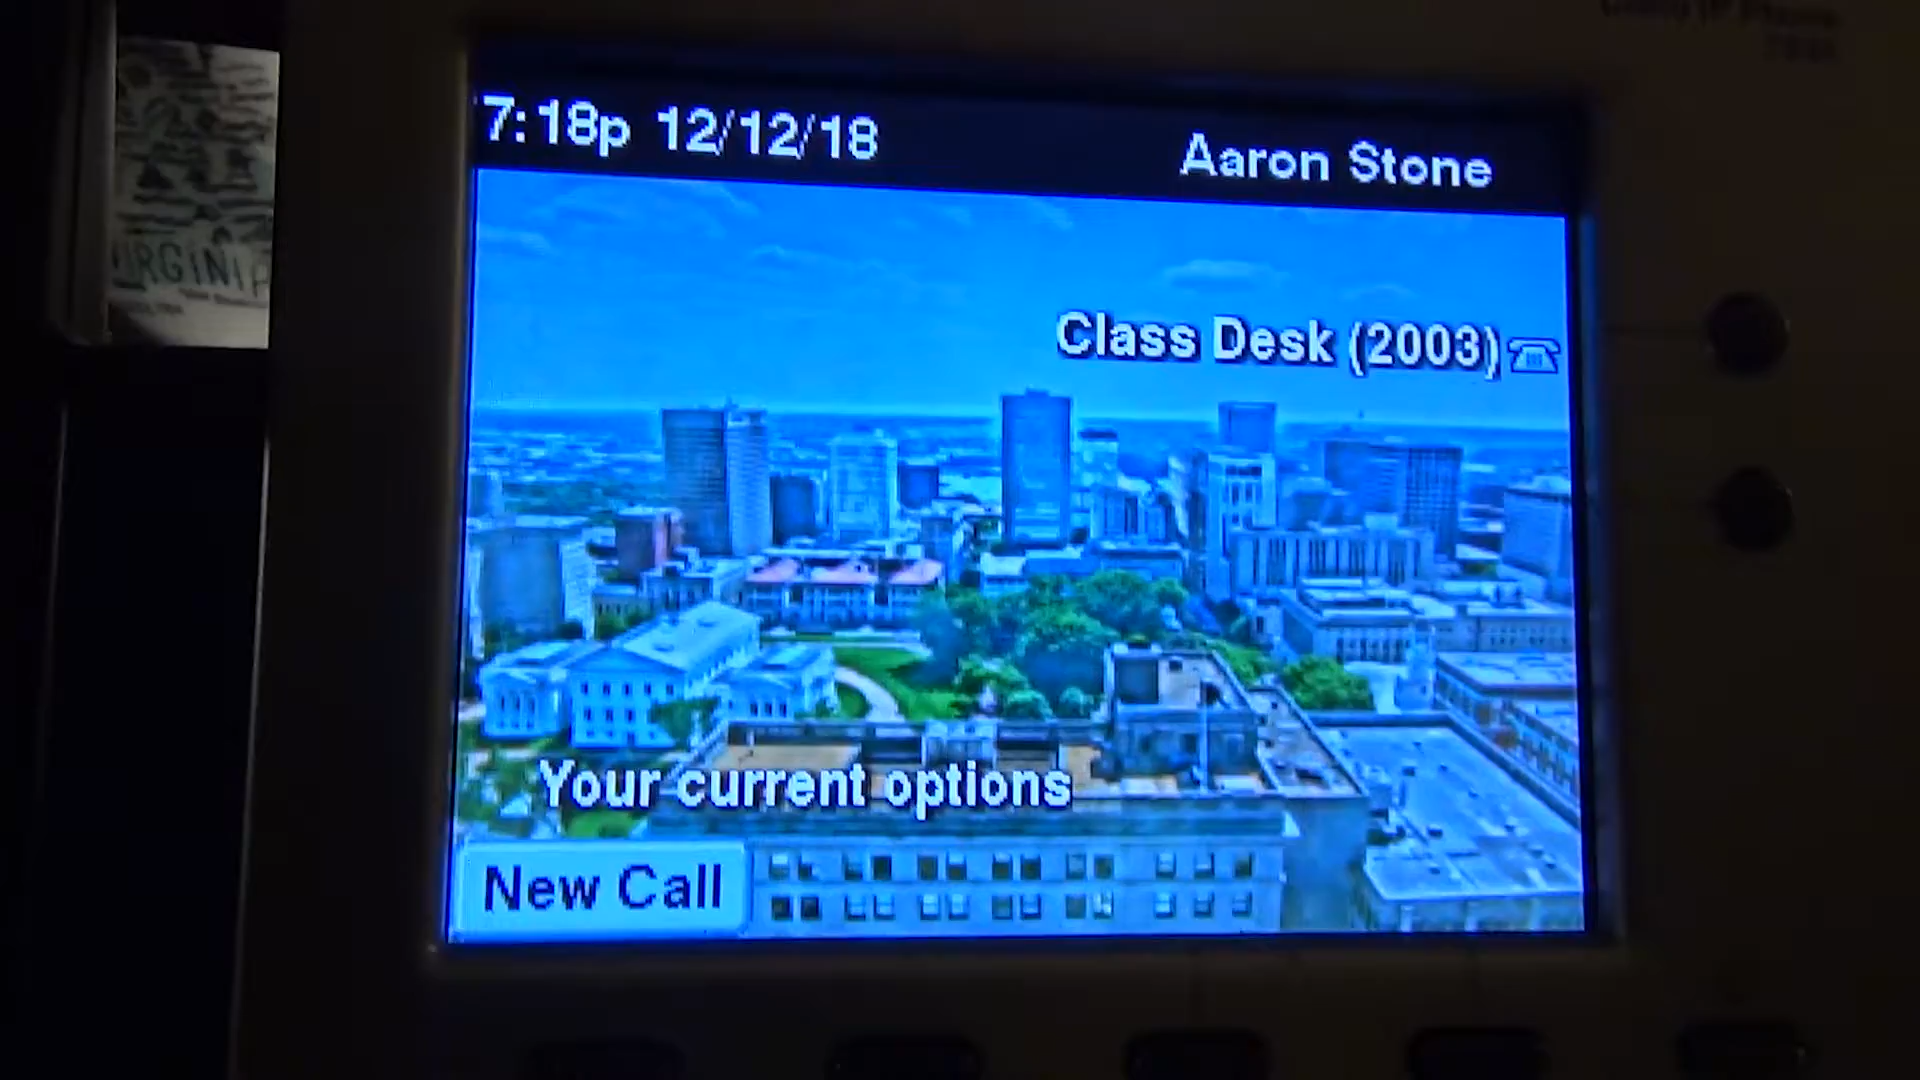 7:18p 12/12/18
Aaron Stone
Class Desk (2003)
Your current options
New Call